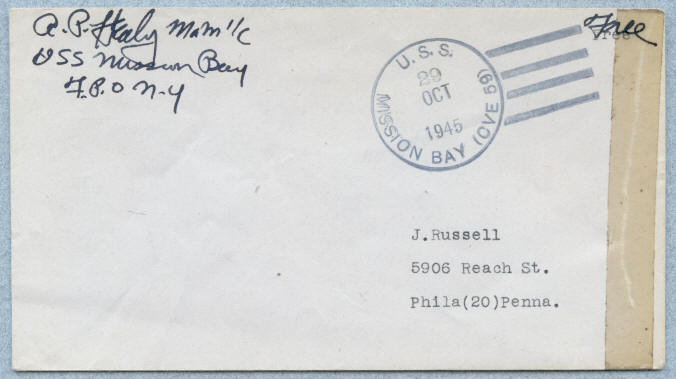 A. P. Healy MoMM 1/c
USS Mission Bay
F.P.O N-Y
U.S.S.
29
OCT
1945
MISSION BAY (CVE 59)
Free
Free
J.Russell
5906 Reach St.
Phila(20)Penna.